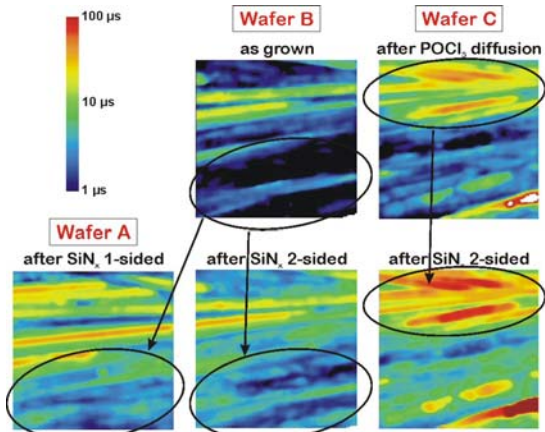 100 µs
10 µs
1 µs
Wafer B
as grown
Wafer C
after POCl₃ diffusion
Wafer A
after SiNₓ 1-sided
after SiNₓ 2-sided
after SiNₓ 2-sided